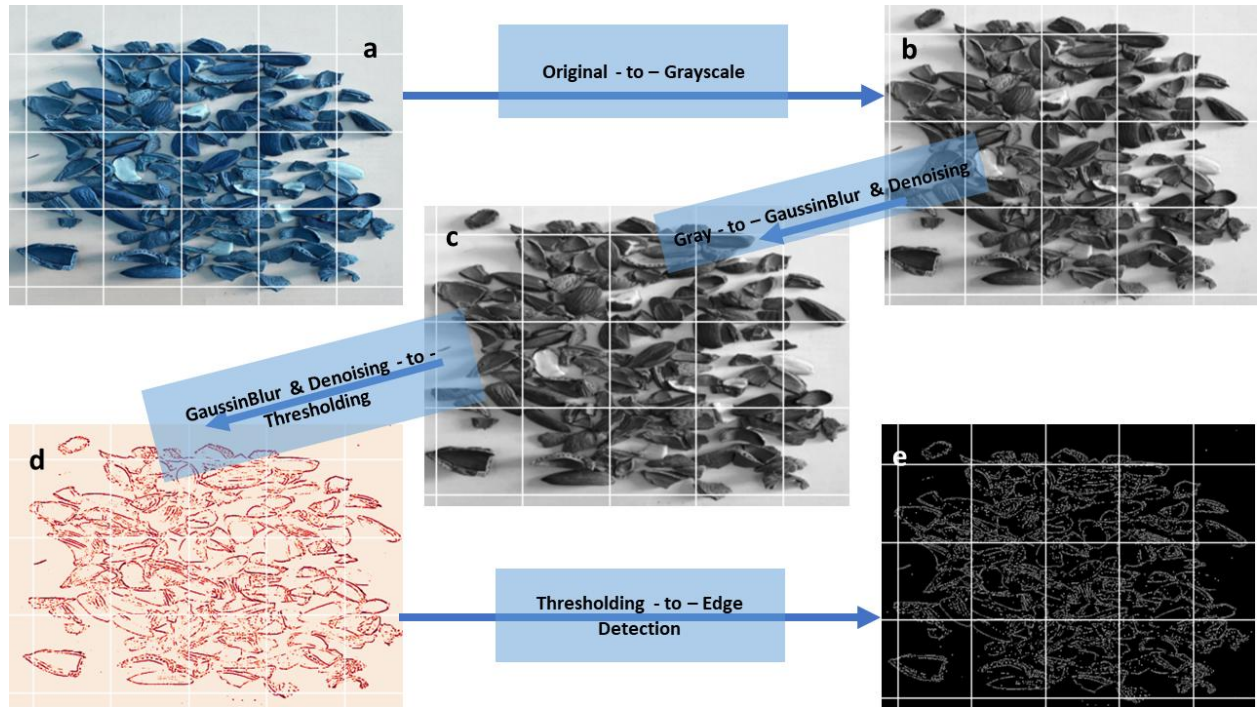 a
Original - to – Grayscale
b
Gray - to – GaussinBlur & Denoising
c
GaussinBlur & Denoising - to - –
Thresholding
d
Thresholding - to – Edge
Detection
e